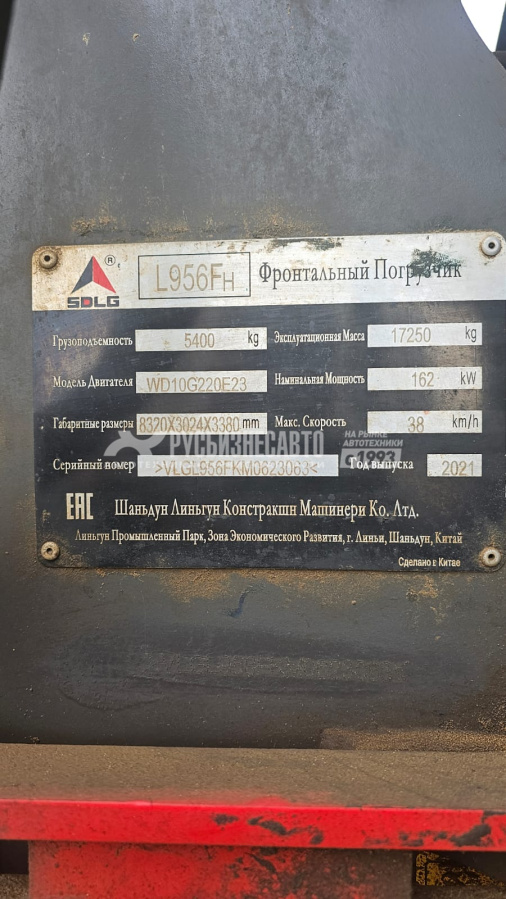 ®
SDLG
L956FH Фронтальный Погрузчик
Грузоподъемность 5400 kg Эксплуатационная Масса 17250 kg
Модель Двигателя WD10G220E23 Наминальная Мощность 162 kW
Габаритные размеры 8320X3024X3380 mm Макс. Скорость 38 km/h
РУСБИЗНЕСАВТО НА РЫНКЕ АВТОТЕХНИКИ С 1993
Серийный номер >VLGL956FKM0623063< Год выпуска 2021
EAC Шаньдун Линьгун Констракшн Машинери Ко. Лтд.
Линьгун Промышленный Парк, Зона Экономического Развития, г. Линьи, Шаньдун, Китай
Сделано в Китае